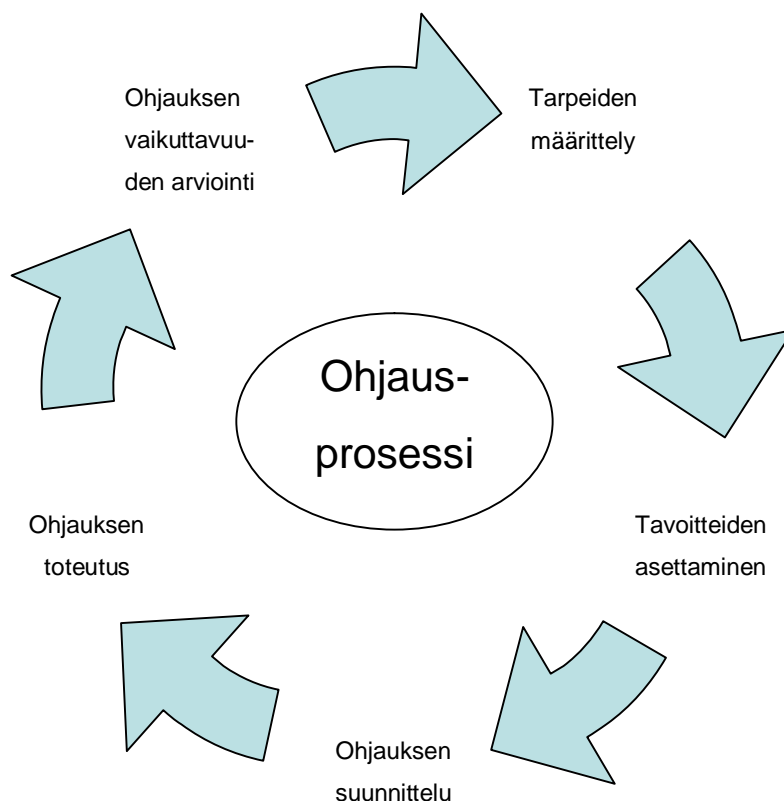 Ohjauksen
vaikuttavuu-
den arviointi
Tarpeiden
määrittely
Ohjaus-
prosessi
Ohjauksen
toteutus
Tavoitteiden
asettaminen
Ohjauksen
suunnittelu